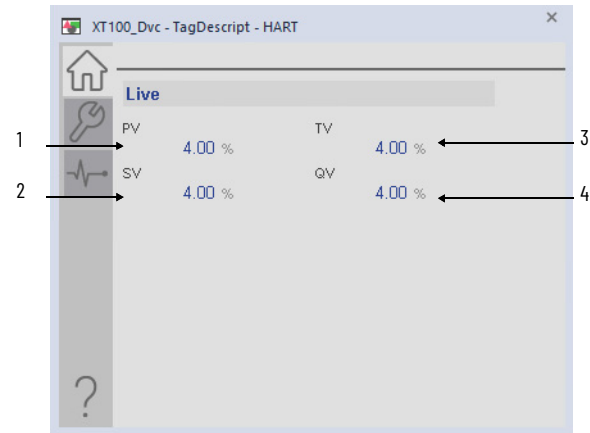 XT100_Dvc - TagDescript - HART ×
Live
PV TV
1 4.00 % 4.00 % 3
SV QV
2 4.00 % 4.00 % 4
?